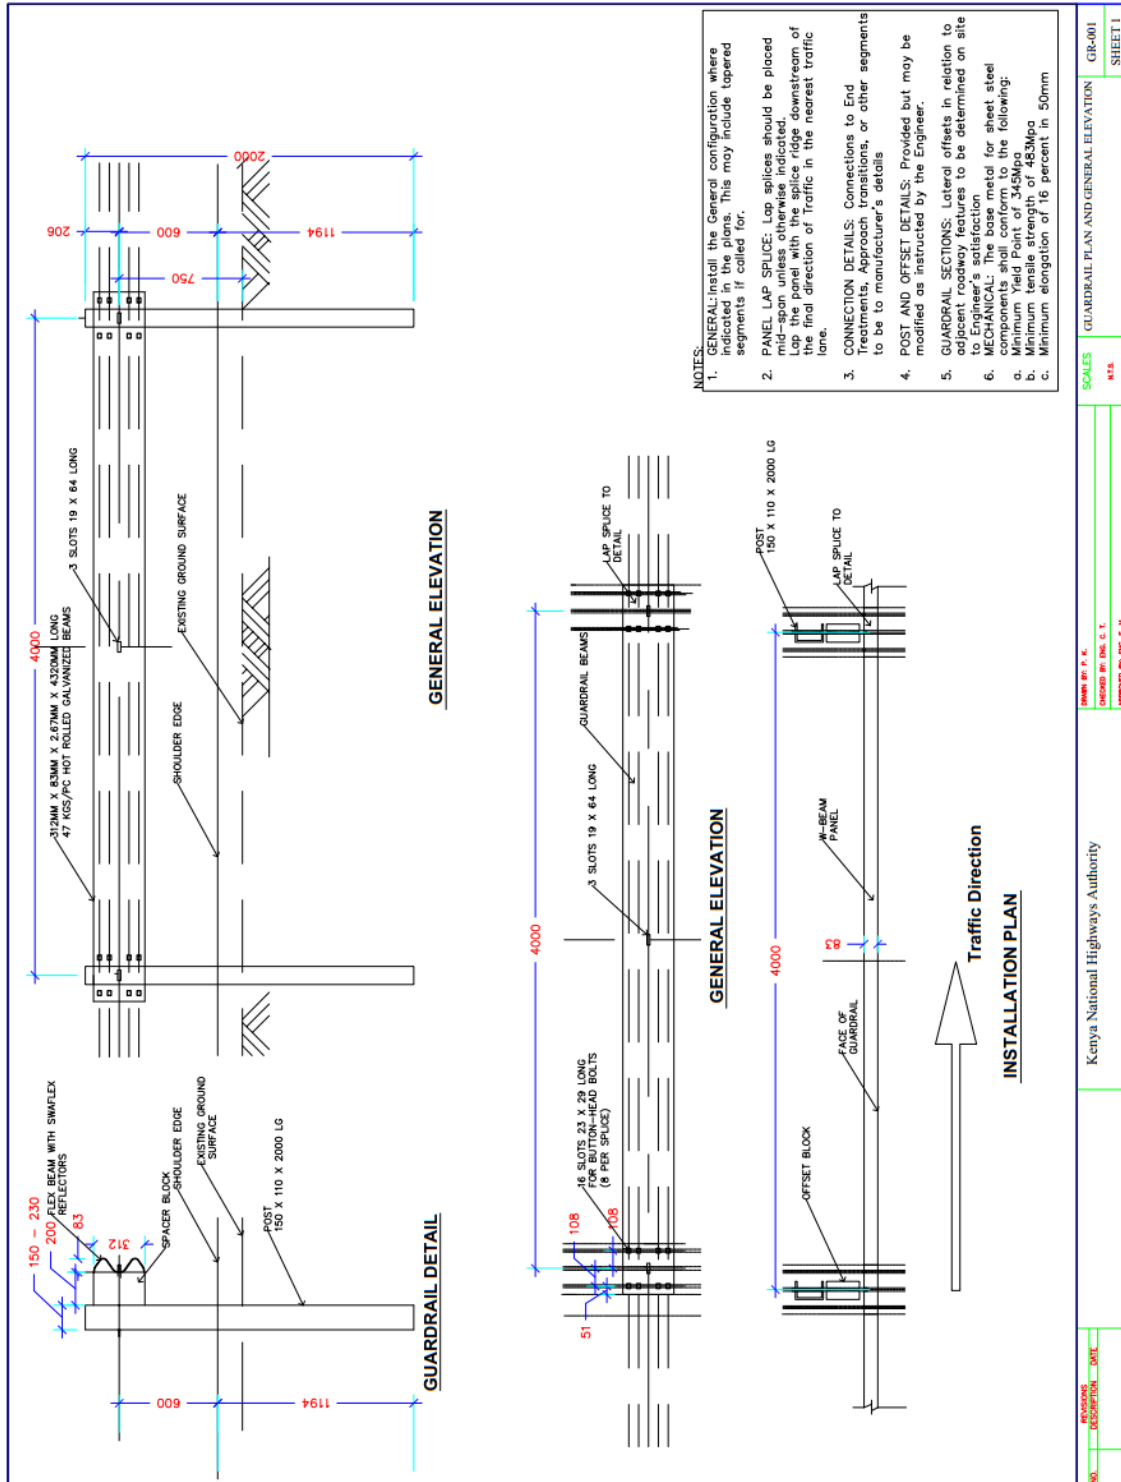 GUARDRAIL DETAIL
150 - 230
200
83
312
FLEX BEAM WITH SWAFLEX
REFLECTORS
SPACER BLOCK
SHOULDER EDGE
EXISTING GROUND
SURFACE
POST
150 X 110 X 2000 LG
600
1194
GENERAL ELEVATION
4000
312MM X 83MM X 2.67MM X 4320MM LONG
47 KGS/PC HOT ROLLED GALVANIZED BEAMS
3 SLOTS 19 X 64 LONG
SHOULDER EDGE
EXISTING GROUND SURFACE
206
600
1194
750
2000
GENERAL ELEVATION
4000
16 SLOTS 23 X 29 LONG
FOR BUTTON-HEAD BOLTS
(8 PER SPLICE)
3 SLOTS 19 X 64 LONG
GUARDRAIL BEAMS
LAP SPLICE TO
DETAIL
51
108
108
INSTALLATION PLAN
4000
OFFSET BLOCK
FACE OF
GUARDRAIL
83
W-BEAM
PANEL
POST
150 X 110 X 2000 LG
LAP SPLICE TO
DETAIL
Traffic Direction
NOTES:
1. GENERAL: Install the General configuration where
indicated in the plans. This may include tapered
segments if called for.
2. PANEL LAP SPLICE: Lap splices should be placed
mid-span unless otherwise indicated.
Lap the panel with the splice ridge downstream of
the final direction of Traffic in the nearest traffic
lane.
3. CONNECTION DETAILS: Connections to End
Treatments, Approach transitions, or other segments
to be to manufacturer's details
4. POST AND OFFSET DETAILS: Provided but may be
modified as instructed by the Engineer.
5. GUARDRAIL SECTIONS: Lateral offsets in relation to
adjacent roadway features to be determined on site
to Engineer's satisfaction
6. MECHANICAL: The base metal for sheet steel
components shall conform to the following:
a. Minimum Yield Point of 345Mpa
b. Minimum tensile strength of 483Mpa
c. Minimum elongation of 16 percent in 50mm
REVISIONS
NO. DESCRIPTION DATE
Kenya National Highways Authority
DRAWN BY: P. K.
CHECKED BY: ENG. C. T.
SCALES
N.T.S.
GUARDRAIL PLAN AND GENERAL ELEVATION
GR-001
SHEET 1